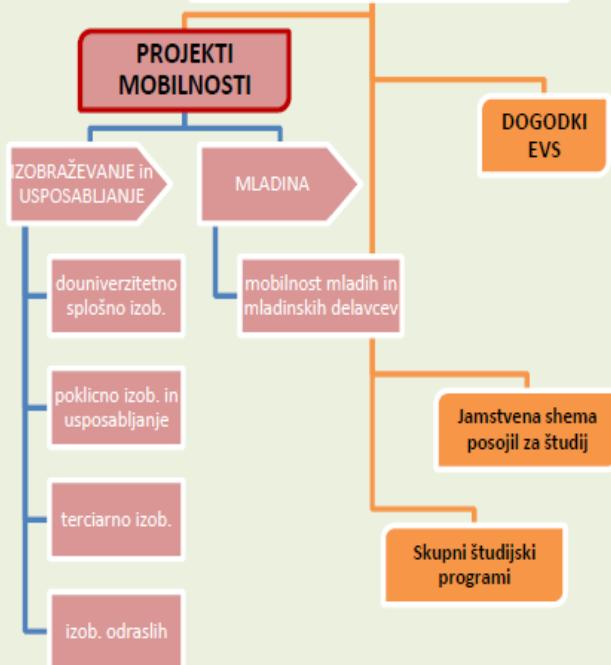 PROJEKTI
MOBILNOSTI
DOGODKI
EVS
IZOBRAŽEVANJE in
USPOSABLJANJE
MLADINA
douniverzitetno
splošno izob.
mobilnost mladih in
mladinskih delavcev
poklicno izob. in
usposabljanje
Jamstvena shema
posojil za študij
terciarno izob.
Skupni študijski
programi
izob. odraslih